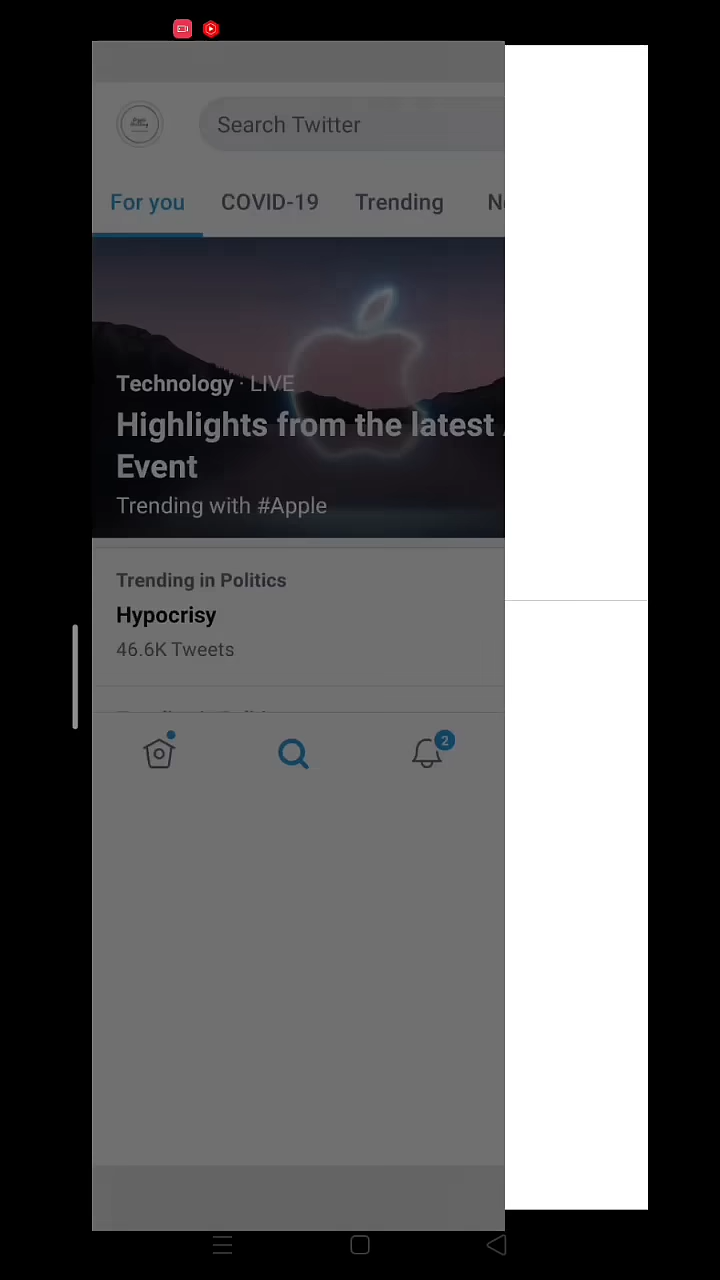 Search Twitter
For you COVID-19 Trending
Technology · LIVE
Highlights from the latest
Event
Trending with #Apple
Trending in Politics
Hypocrisy
46.6K Tweets
2